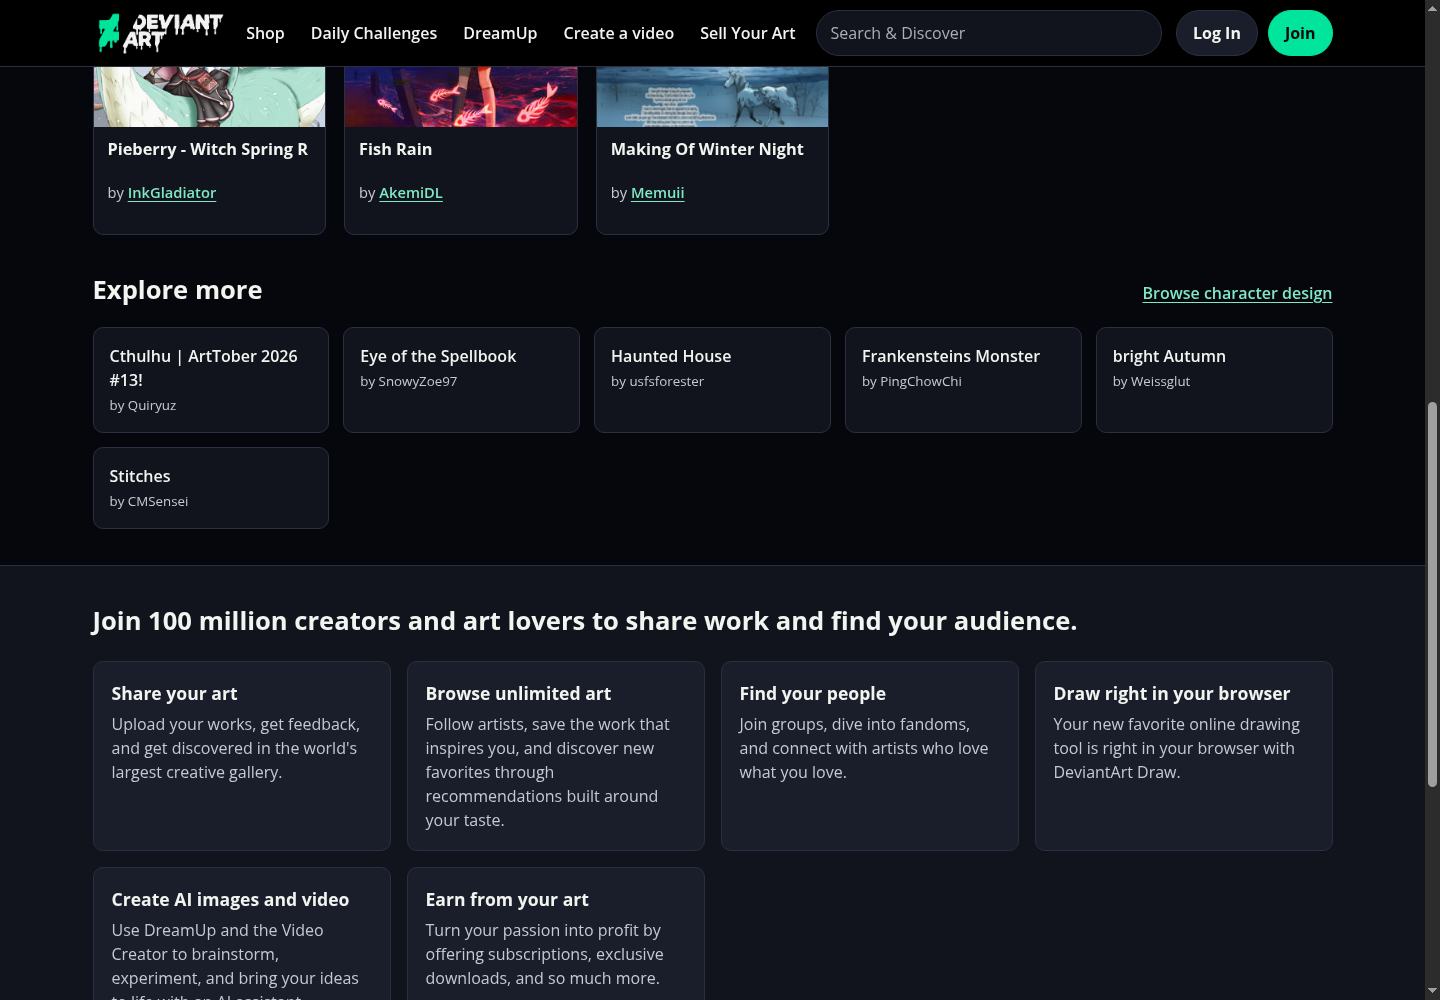 DEVIANT ART
Shop
Daily Challenges
DreamUp
Create a video
Sell Your Art
Search & Discover
Log In
Join
Pieberry - Witch Spring R
by InkGladiator
Fish Rain
by AkemiDL
Making Of Winter Night
by Memuii
Explore more
Browse character design
Cthulhu | ArtTober 2026
#13!
by Quiryuz
Eye of the Spellbook
by SnowyZoe97
Haunted House
by usfsforester
Frankensteins Monster
by PingChowChi
bright Autumn
by Weissglut
Stitches
by CMSensei
Join 100 million creators and art lovers to share work and find your audience.
Share your art
Upload your works, get feedback,
and get discovered in the world's
largest creative gallery.
Browse unlimited art
Follow artists, save the work that
inspires you, and discover new
favorites through
recommendations built around
your taste.
Find your people
Join groups, dive into fandoms,
and connect with artists who love
what you love.
Draw right in your browser
Your new favorite online drawing
tool is right in your browser with
DeviantArt Draw.
Create AI images and video
Use DreamUp and the Video
Creator to brainstorm,
experiment, and bring your ideas
to life with an AI assistant.
Earn from your art
Turn your passion into profit by
offering subscriptions, exclusive
downloads, and so much more.